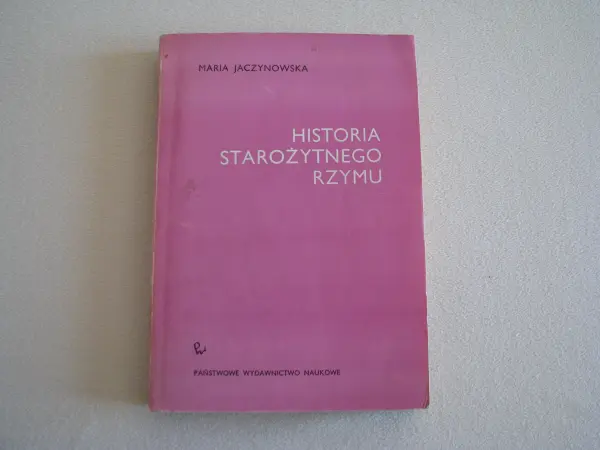 MARIA JACZYNOWSKA
HISTORIA
STAROŻYTNEGO
RZYMU
PAŃSTWOWE WYDAWNICTWO NAUKOWE